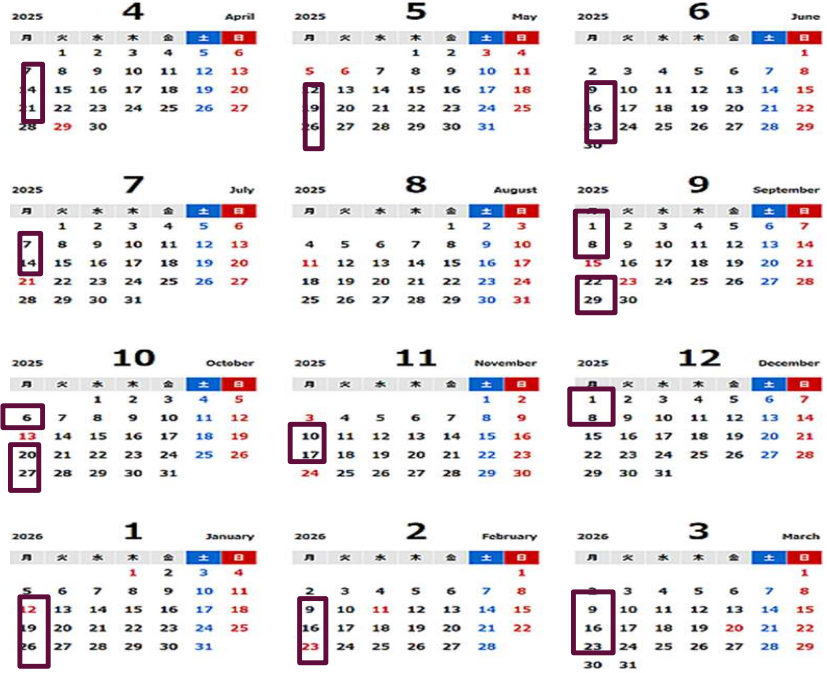 2025 4 April
月 火 水 木 金 土 日
1 2 3 4 5 6
7 8 9 10 11 12 13
14 15 16 17 18 19 20
21 22 23 24 25 26 27
28 29 30
2025 5 May
月 火 水 木 金 土 日
1 2 3 4
5 6 7 8 9 10 11
12 13 14 15 16 17 18
19 20 21 22 23 24 25
26 27 28 29 30 31
2025 6 June
月 火 水 木 金 土 日
1
2 3 4 5 6 7 8
9 10 11 12 13 14 15
16 17 18 19 20 21 22
23 24 25 26 27 28 29
30
2025 7 July
月 火 水 木 金 土 日
1 2 3 4 5 6
7 8 9 10 11 12 13
14 15 16 17 18 19 20
21 22 23 24 25 26 27
28 29 30 31
2025 8 August
月 火 水 木 金 土 日
1 2 3
4 5 6 7 8 9 10
11 12 13 14 15 16 17
18 19 20 21 22 23 24
25 26 27 28 29 30 31
2025 9 September
月 火 水 木 金 土 日
1 2 3 4 5 6 7
8 9 10 11 12 13 14
15 16 17 18 19 20 21
22 23 24 25 26 27 28
29 30
2025 10 October
月 火 水 木 金 土 日
1 2 3 4 5
6 7 8 9 10 11 12
13 14 15 16 17 18 19
20 21 22 23 24 25 26
27 28 29 30 31
2025 11 November
月 火 水 木 金 土 日
1 2
3 4 5 6 7 8 9
10 11 12 13 14 15 16
17 18 19 20 21 22 23
24 25 26 27 28 29 30
2025 12 December
月 火 水 木 金 土 日
1 2 3 4 5 6 7
8 9 10 11 12 13 14
15 16 17 18 19 20 21
22 23 24 25 26 27 28
29 30 31
2026 1 January
月 火 水 木 金 土 日
1 2 3 4
5 6 7 8 9 10 11
12 13 14 15 16 17 18
19 20 21 22 23 24 25
26 27 28 29 30 31
2026 2 February
月 火 水 木 金 土 日
1
2 3 4 5 6 7 8
9 10 11 12 13 14 15
16 17 18 19 20 21 22
23 24 25 26 27 28
2026 3 March
月 火 水 木 金 土 日
1
2 3 4 5 6 7 8
9 10 11 12 13 14 15
16 17 18 19 20 21 22
23 24 25 26 27 28 29
30 31